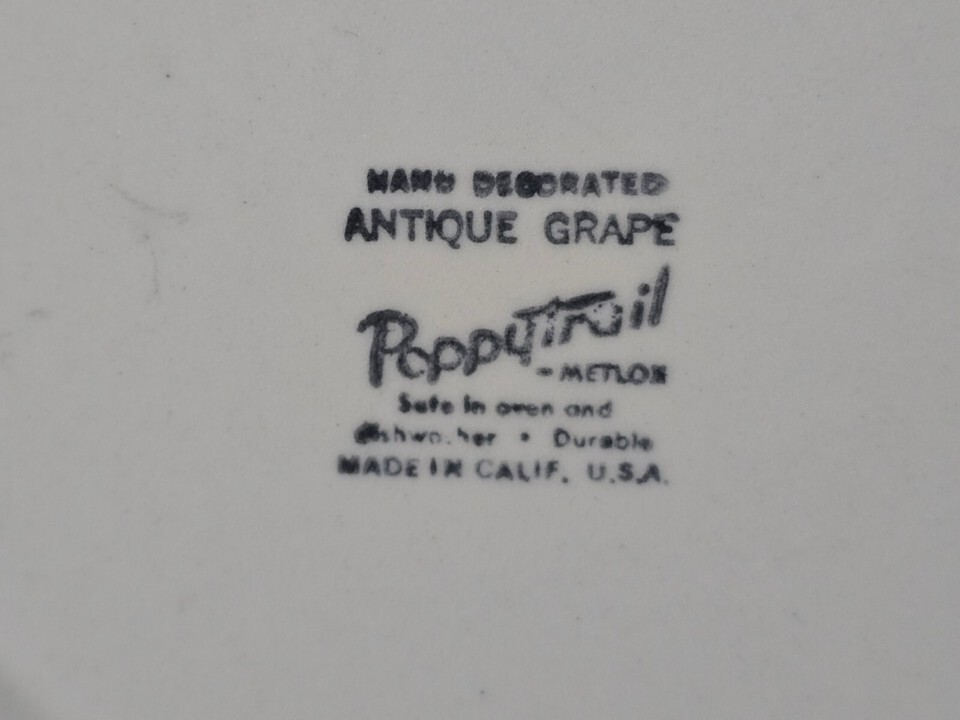 HAND DECORATED
ANTIQUE GRAPE
PoppyTrail
- METLOX
Safe in oven and
dishwasher • Durable
MADE IN CALIF. U.S.A.